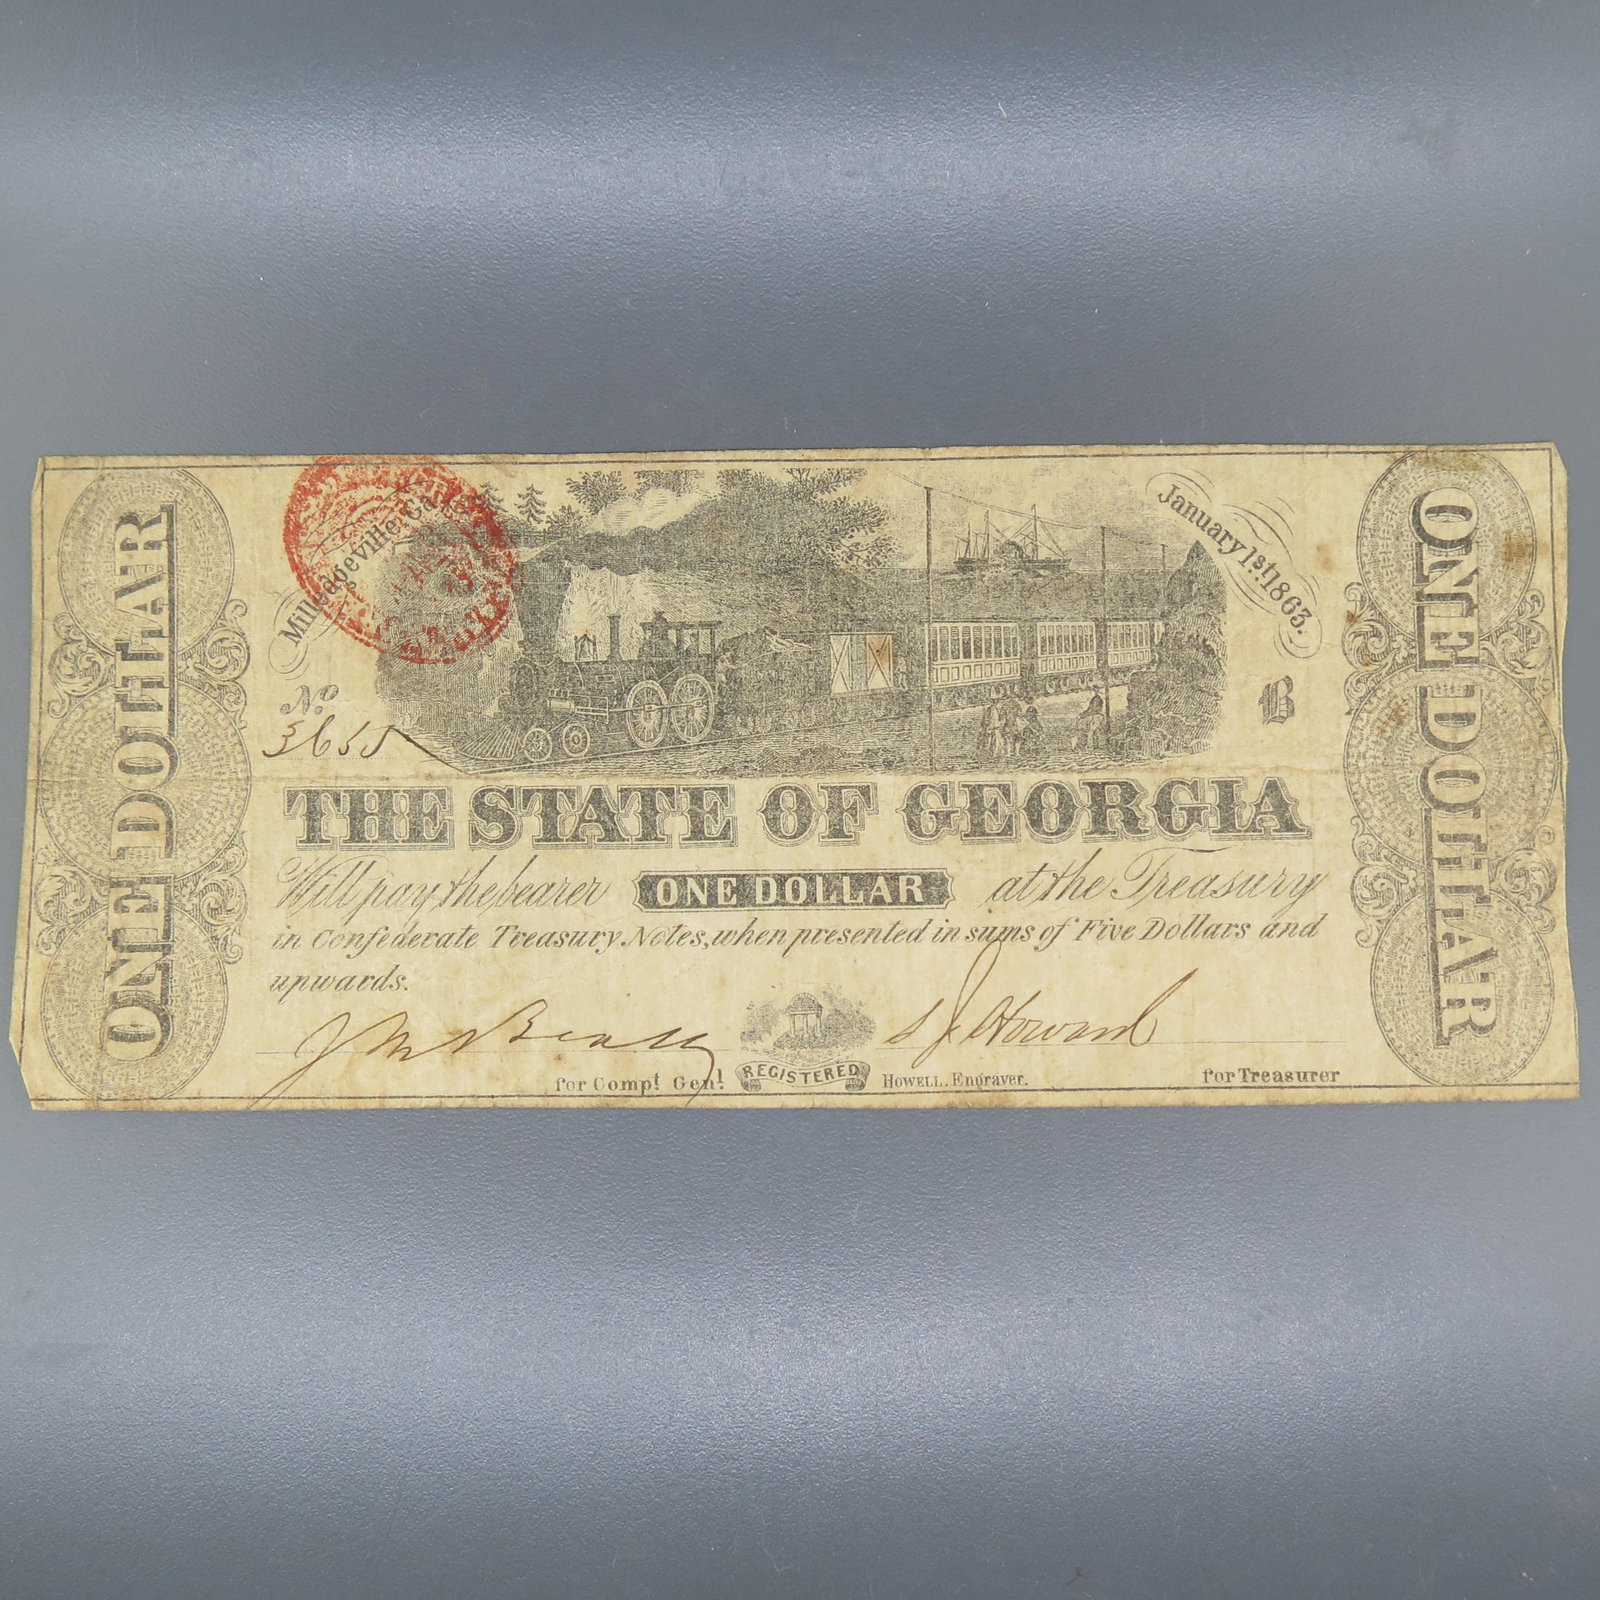 ONE DOLLAR
Milledgeville Ga.
January 1st, 1863.
ONE DOLLAR
No
3655
B
THE STATE OF GEORGIA
Will pay the bearer ONE DOLLAR at the Treasury
in Confederate Treasury Notes, when presented in sums of Five Dollars and
upwards.
S J Howard
for Compt Genl REGISTERED HOWELL. Engraver. for Treasurer